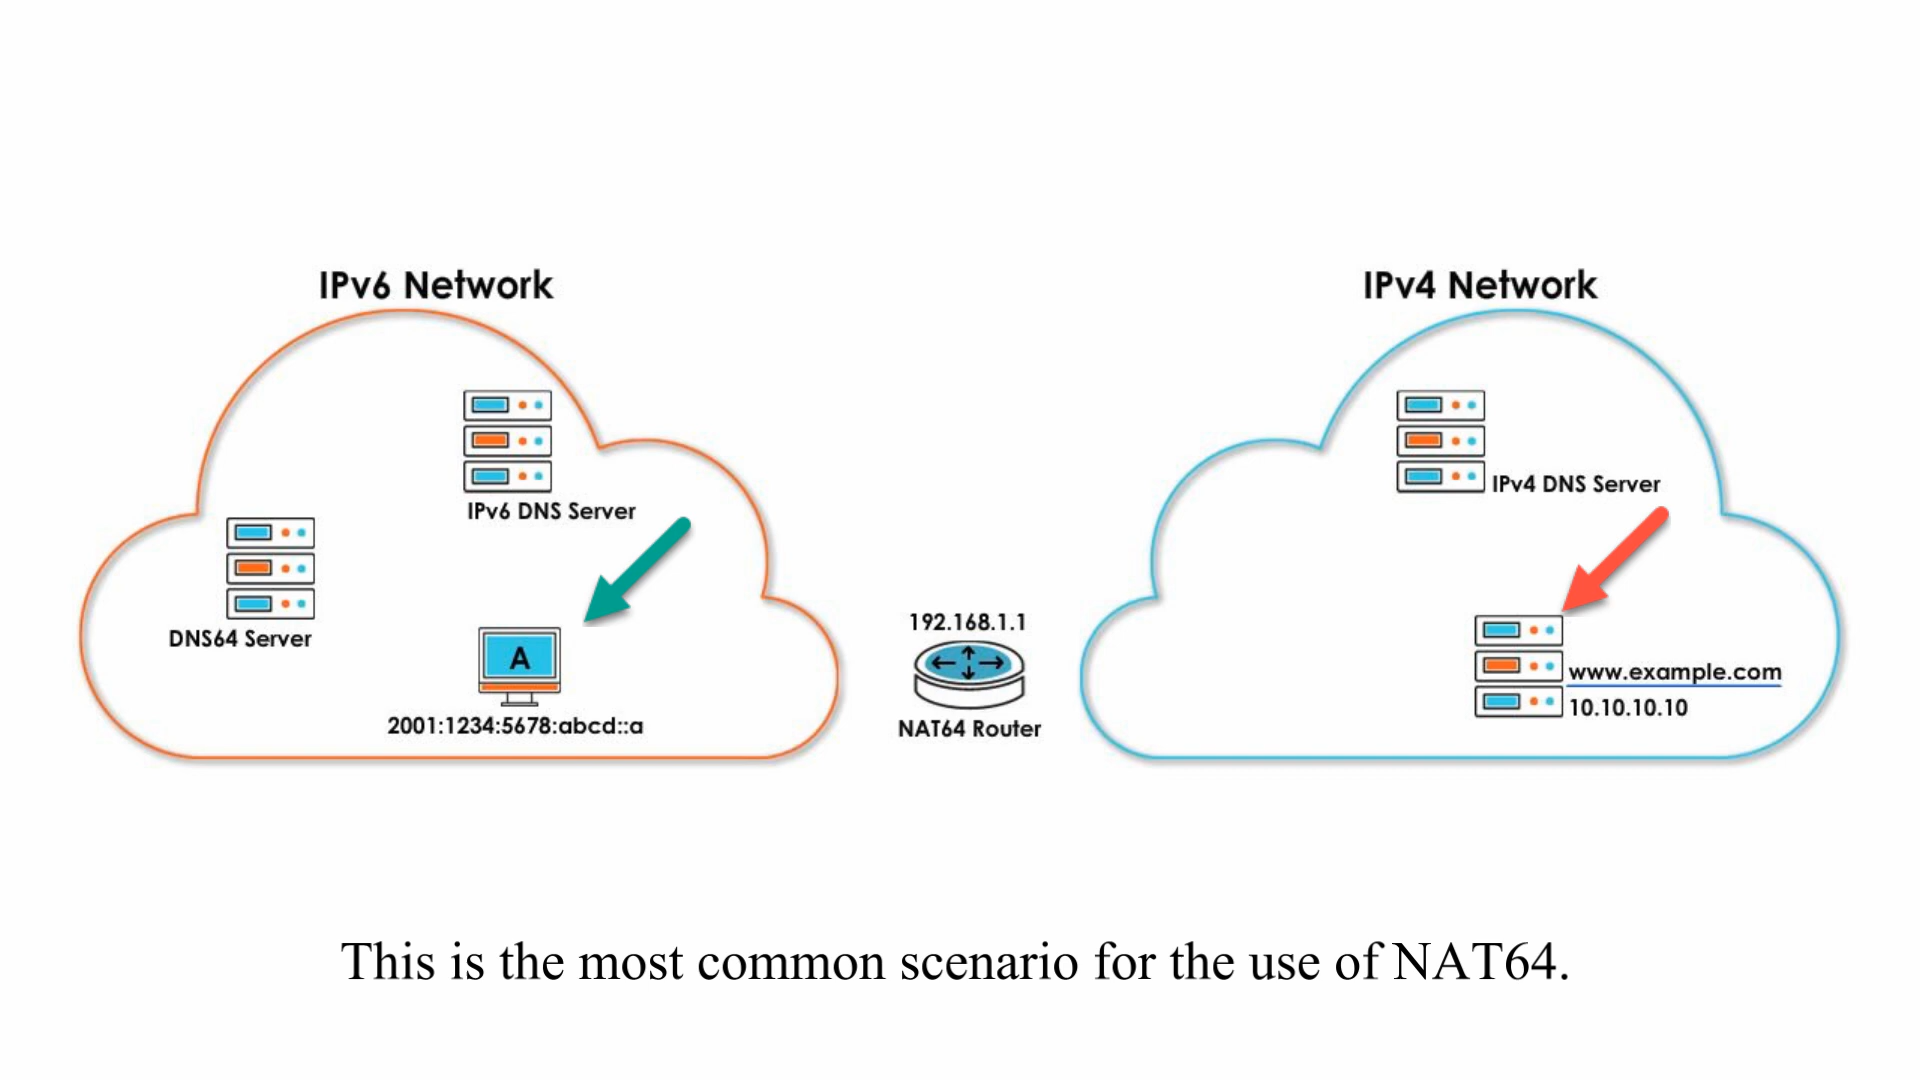 IPv6 Network
IPv4 Network
IPv6 DNS Server
IPv4 DNS Server
DNS64 Server
A
2001:1234:5678:abcd::a
192.168.1.1
NAT64 Router
www.example.com
10.10.10.10
This is the most common scenario for the use of NAT64.